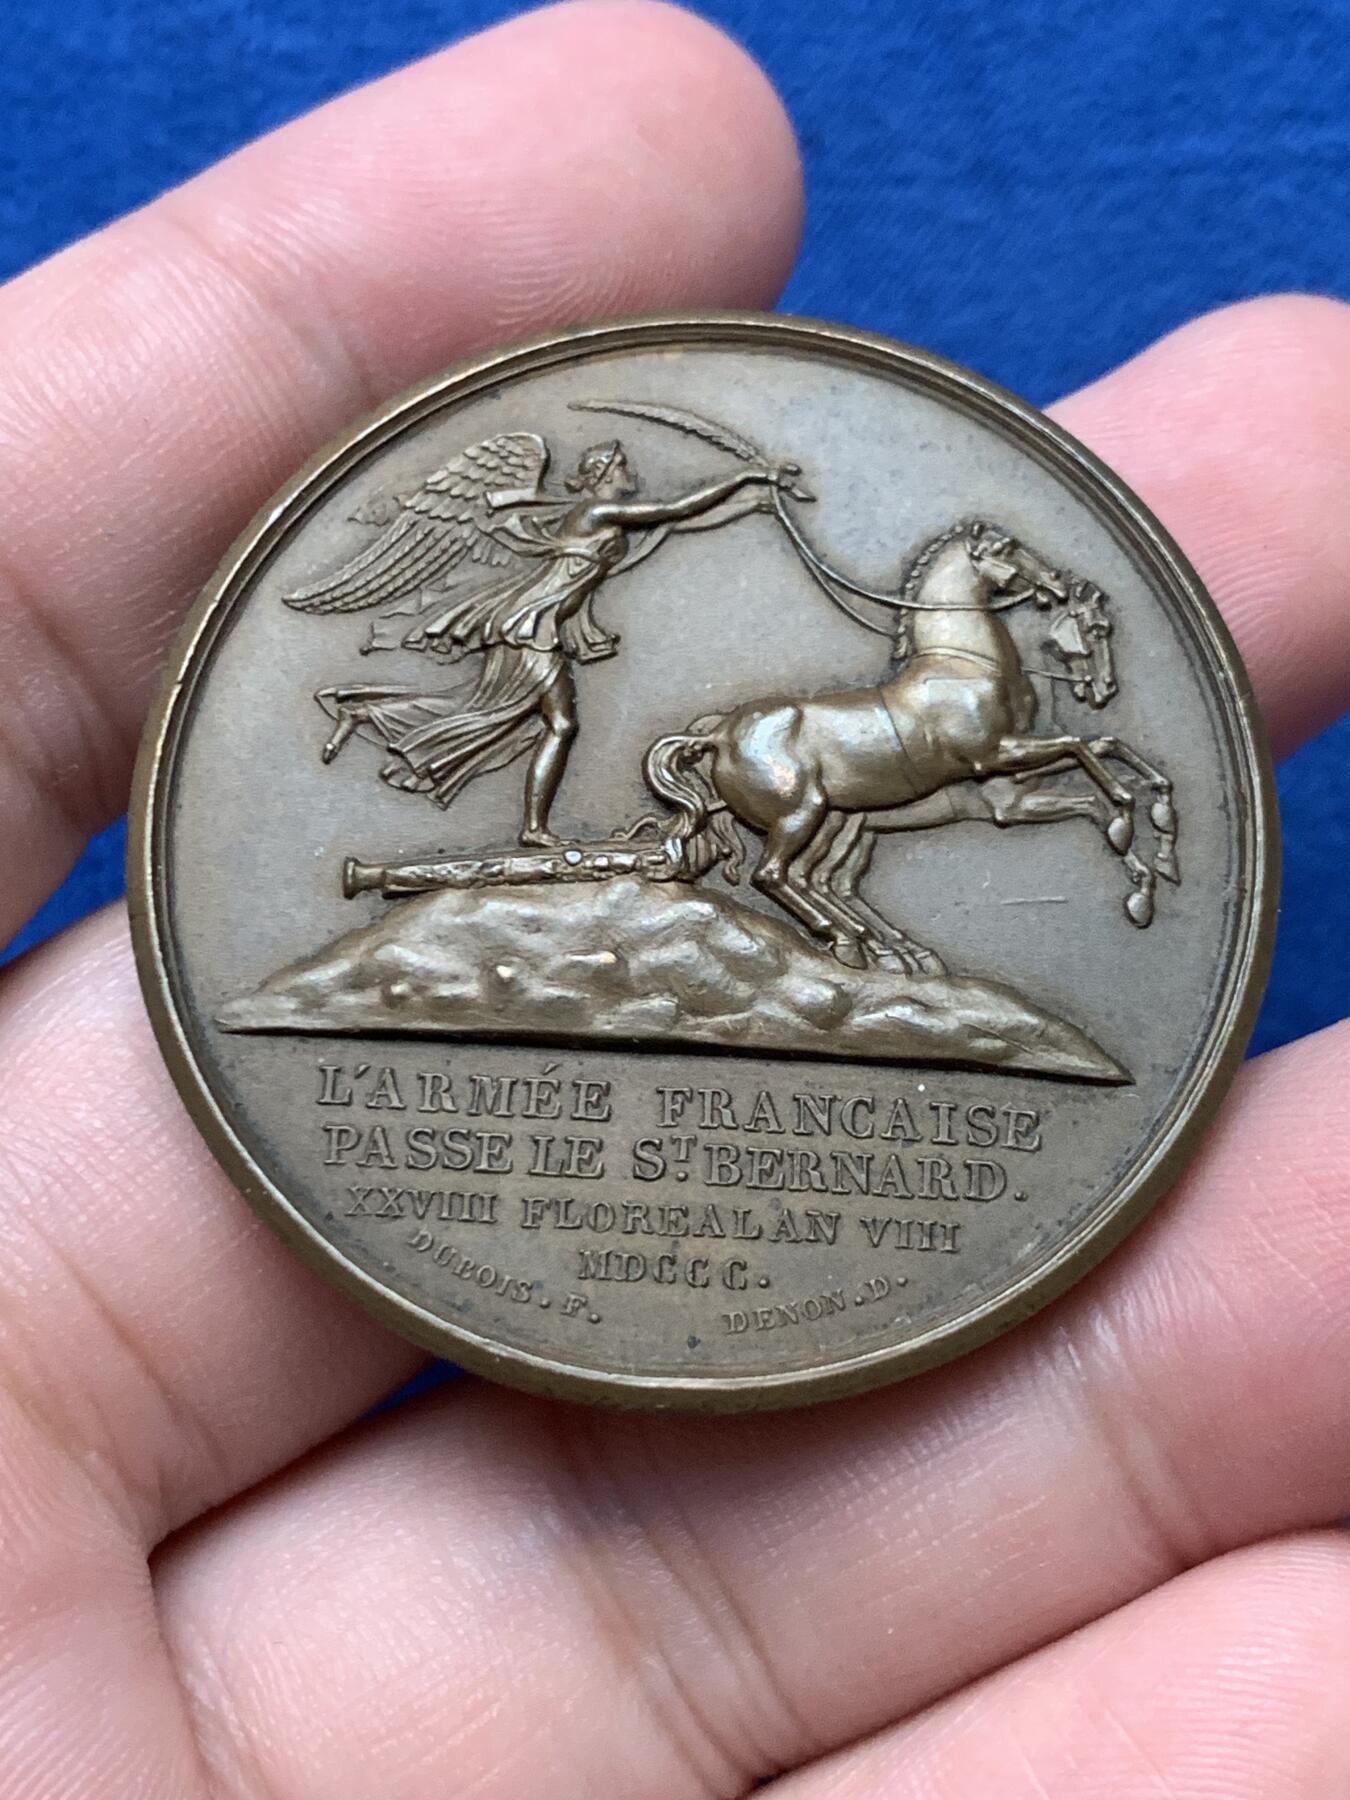 L'ARMÉE FRANCAISE
PASSE LE ST. BERNARD.
XXVIII FLOREAL AN VIII
MDCCC.
DUBOIS. F. DENON. D.